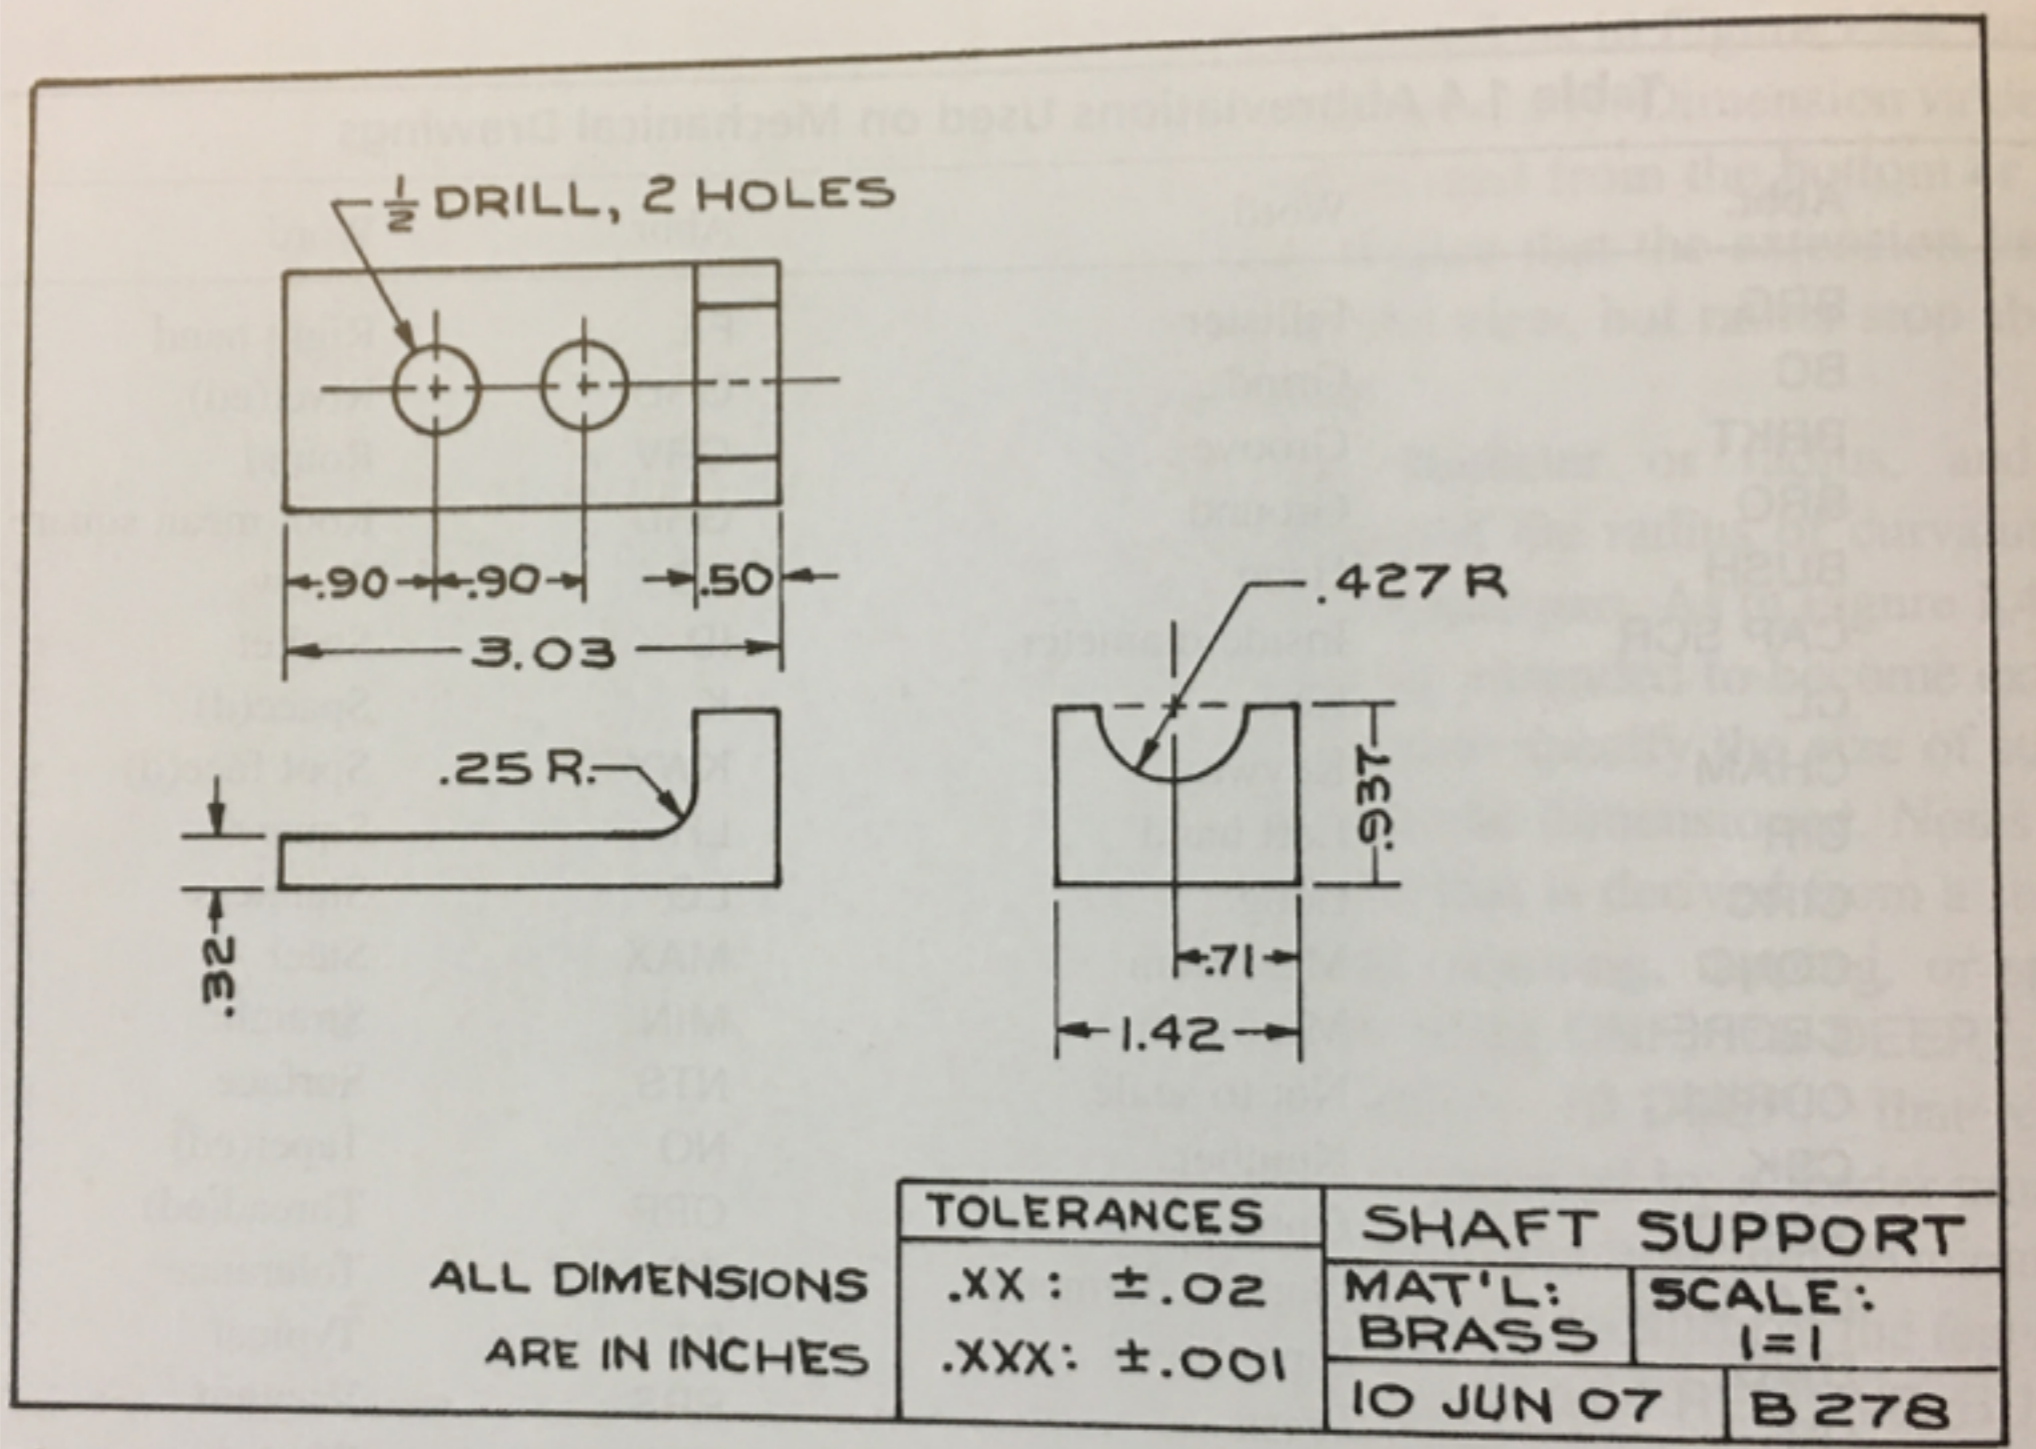 ½ DRILL, 2 HOLES
.90 .90 .50
3.03
.427 R
.25 R.
.937
.32
.71
1.42
ALL DIMENSIONS
ARE IN INCHES
TOLERANCES
.XX : ±.02
.XXX: ±.001
SHAFT SUPPORT
MAT'L:
BRASS
SCALE:
1=1
10 JUN 07
B 278